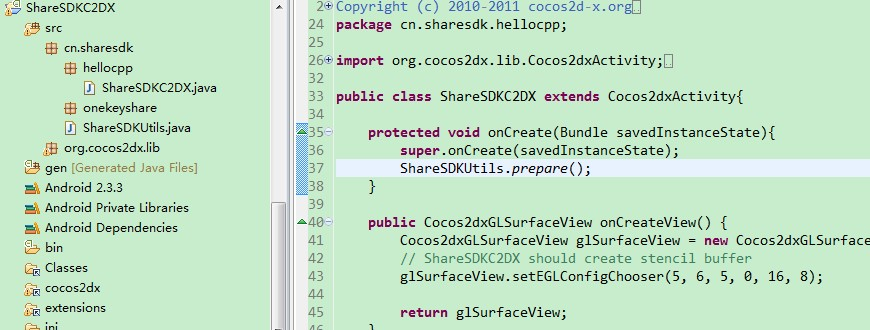 ShareSDKC2DX
src
cn.sharesdk
hellocpp
ShareSDKC2DX.java
onekeyshare
ShareSDKUtils.java
org.cocos2dx.lib
gen [Generated Java Files]
Android 2.3.3
Android Private Libraries
Android Dependencies
bin
Classes
cocos2dx
extensions
jni
2 Copyright (c) 2010-2011 cocos2d-x.org
24 package cn.sharesdk.hellocpp;
25
26 import org.cocos2dx.lib.Cocos2dxActivity;
32
33 public class ShareSDKC2DX extends Cocos2dxActivity{
34
35 protected void onCreate(Bundle savedInstanceState){
36 super.onCreate(savedInstanceState);
37 ShareSDKUtils.prepare();
38 }
39
40 public Cocos2dxGLSurfaceView onCreateView() {
41 Cocos2dxGLSurfaceView glSurfaceView = new Cocos2dxGLSurface
42 // ShareSDKC2DX should create stencil buffer
43 glSurfaceView.setEGLConfigChooser(5, 6, 5, 0, 16, 8);
44
45 return glSurfaceView;
46 }